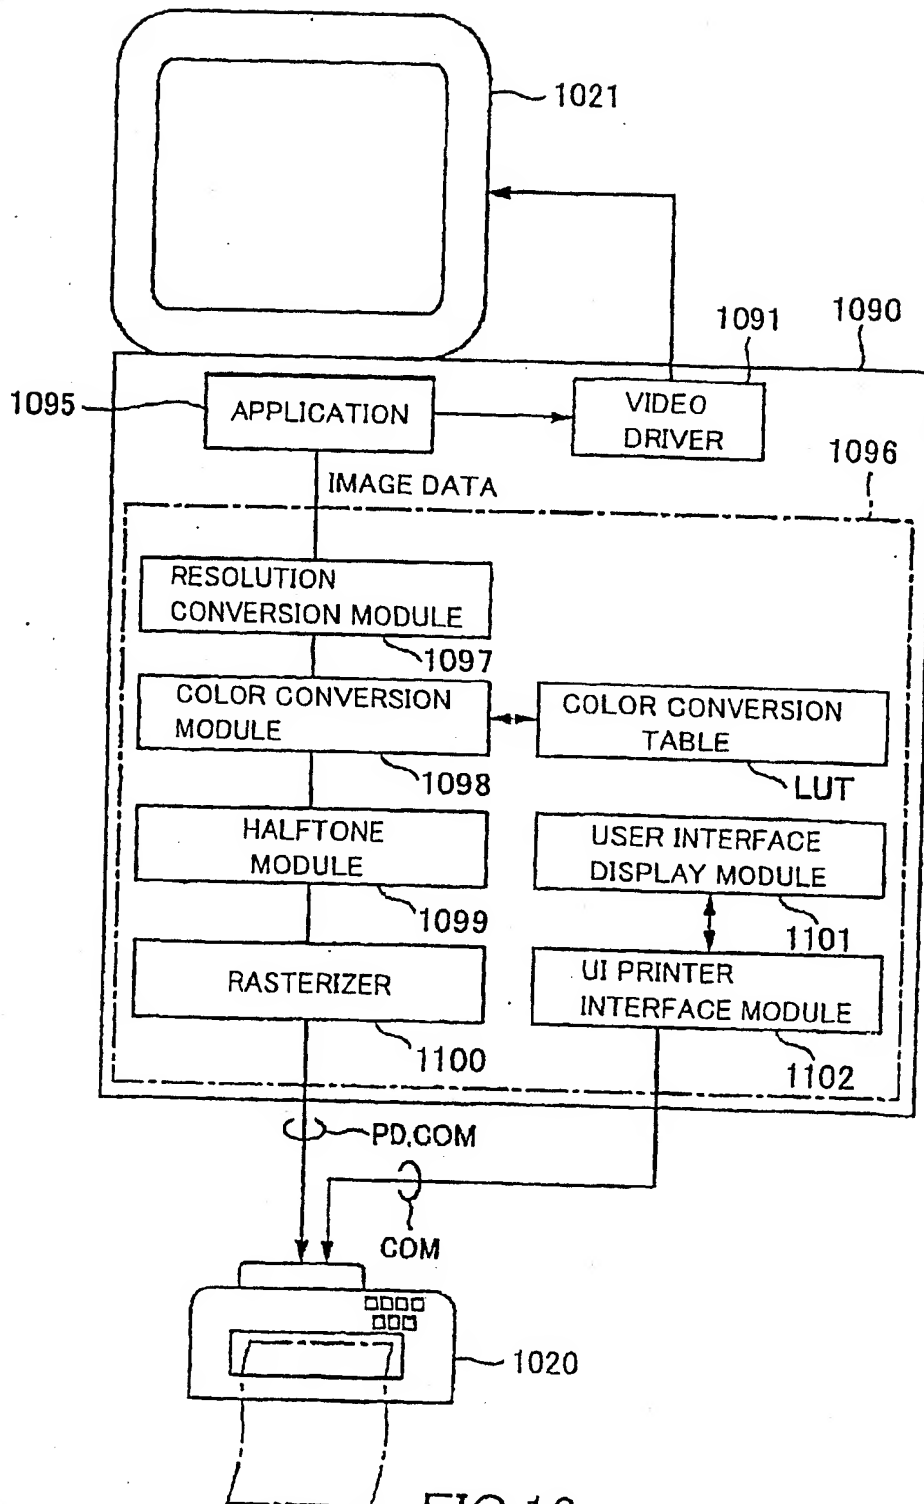 1021
1091
1090
1095
APPLICATION
VIDEO
DRIVER
1096
IMAGE DATA
RESOLUTION
CONVERSION MODULE
1097
COLOR CONVERSION
MODULE
COLOR CONVERSION
TABLE
1098
LUT
HALFTONE
MODULE
USER INTERFACE
DISPLAY MODULE
1099
1101
RASTERIZER
UI PRINTER
INTERFACE MODULE
1100
1102
PD,COM
COM
1020